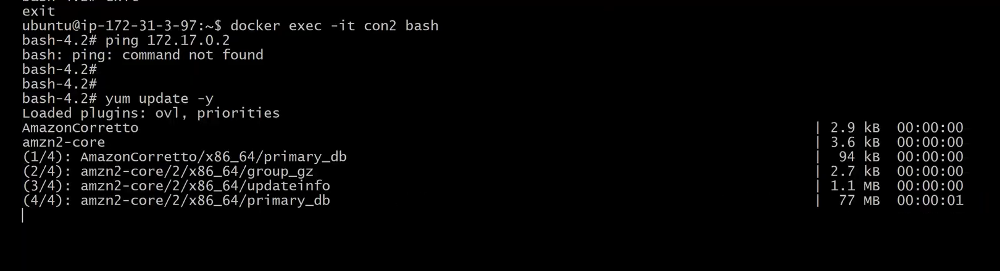 exit
ubuntu@ip-172-31-3-97:~$ docker exec -it con2 bash
bash-4.2# ping 172.17.0.2
bash: ping: command not found
bash-4.2#
bash-4.2#
bash-4.2# yum update -y
Loaded plugins: ovl, priorities
AmazonCorretto | 2.9 kB 00:00:00
amzn2-core | 3.6 kB 00:00:00
(1/4): AmazonCorretto/x86_64/primary_db | 94 kB 00:00:00
(2/4): amzn2-core/2/x86_64/group_gz | 2.7 kB 00:00:00
(3/4): amzn2-core/2/x86_64/updateinfo | 1.1 MB 00:00:00
(4/4): amzn2-core/2/x86_64/primary_db | 77 MB 00:00:01